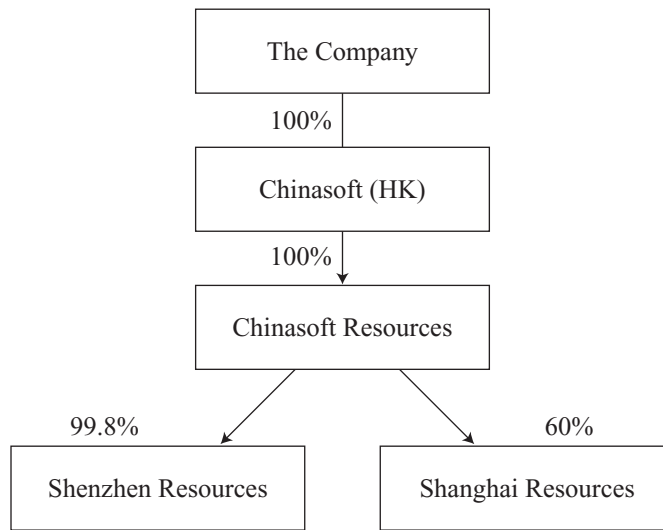 The Company
100%
Chinasoft (HK)
100%
Chinasoft Resources
99.8%
60%
Shenzhen Resources
Shanghai Resources